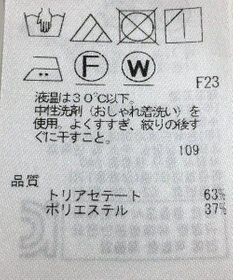 F W
F23
液温は30℃以下。
中性洗剤（おしゃれ着洗い）を
使用。よくすすぎ、絞りの後す
ぐに干すこと。
109
品質
トリアセテート 63%
ポリエステル 37%